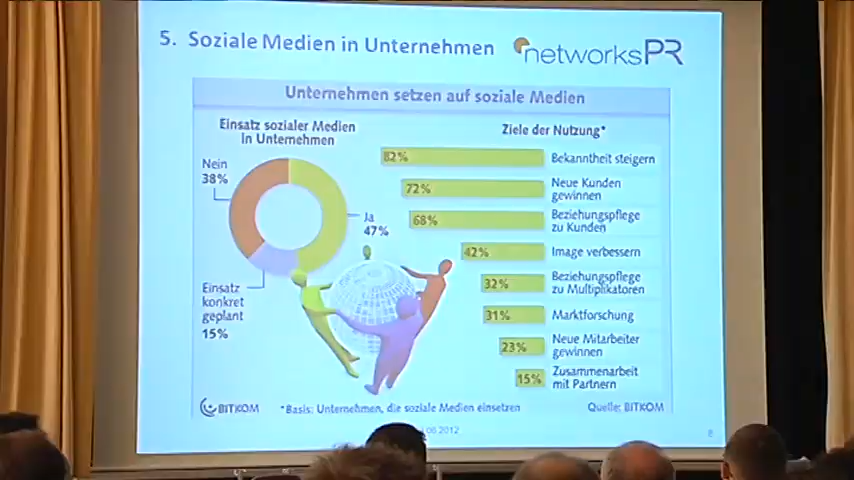 5. Soziale Medien in Unternehmen
networksPR
Unternehmen setzen auf soziale Medien
Einsatz sozialer Medien
in Unternehmen
Nein
38%
Ja
47%
Einsatz
konkret
geplant
15%
Ziele der Nutzung*
82% Bekanntheit steigern
72% Neue Kunden
gewinnen
68% Beziehungspflege
zu Kunden
42% Image verbessern
32% Beziehungspflege
zu Multiplikatoren
31% Marktforschung
23% Neue Mitarbeiter
gewinnen
15% Zusammenarbeit
mit Partnern
BITKOM
*Basis: Unternehmen, die soziale Medien einsetzen
Quelle: BITKOM
06 2012